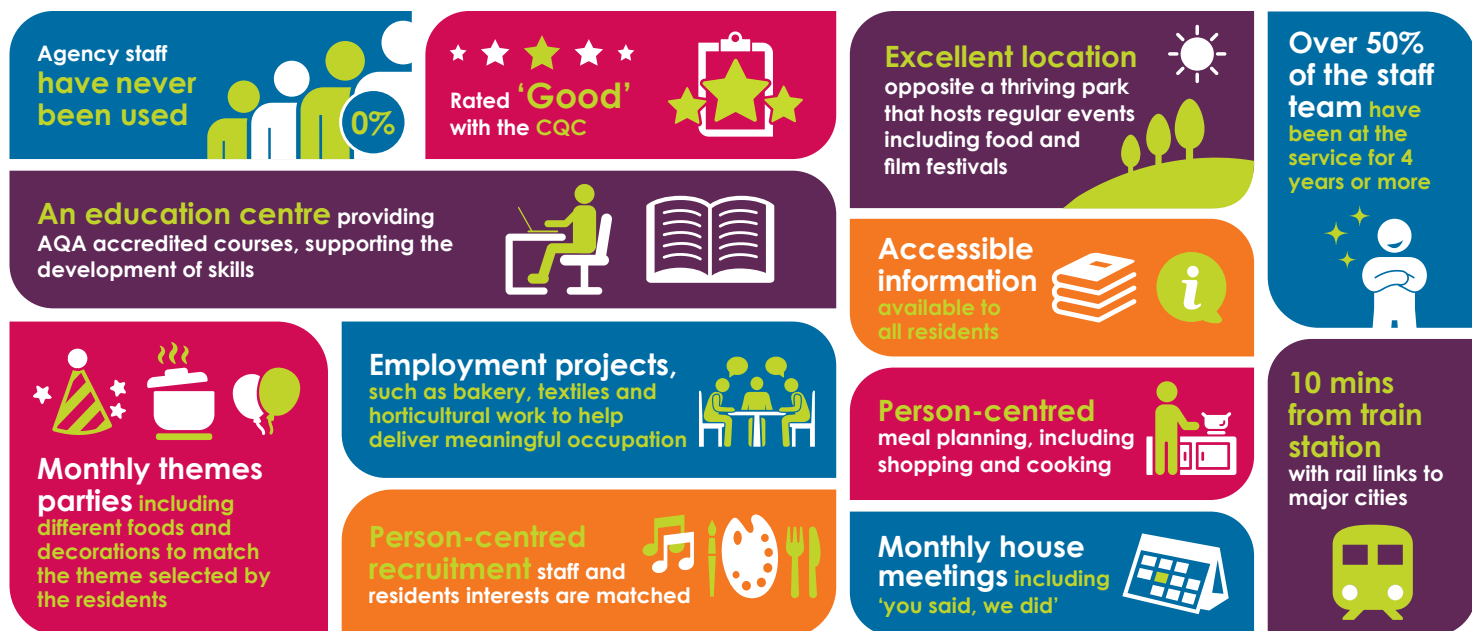 Agency staff
have never
been used
0%
Rated 'Good'
with the CQC
An education centre providing
AQA accredited courses, supporting the
development of skills
Monthly themes
parties including
different foods and
decorations to match
the theme selected by
the residents
Employment projects,
such as bakery, textiles and
horticultural work to help
deliver meaningful occupation
Person-centred
recruitment staff and
residents interests are matched
Excellent location
opposite a thriving park
that hosts regular events
including food and
film festivals
Accessible
information
available to
all residents
i
Person-centred
meal planning, including
shopping and cooking
Monthly house
meetings including
'you said, we did'
Over 50%
of the staff
team have
been at the
service for 4
years or more
10 mins
from train
station
with rail links to
major cities